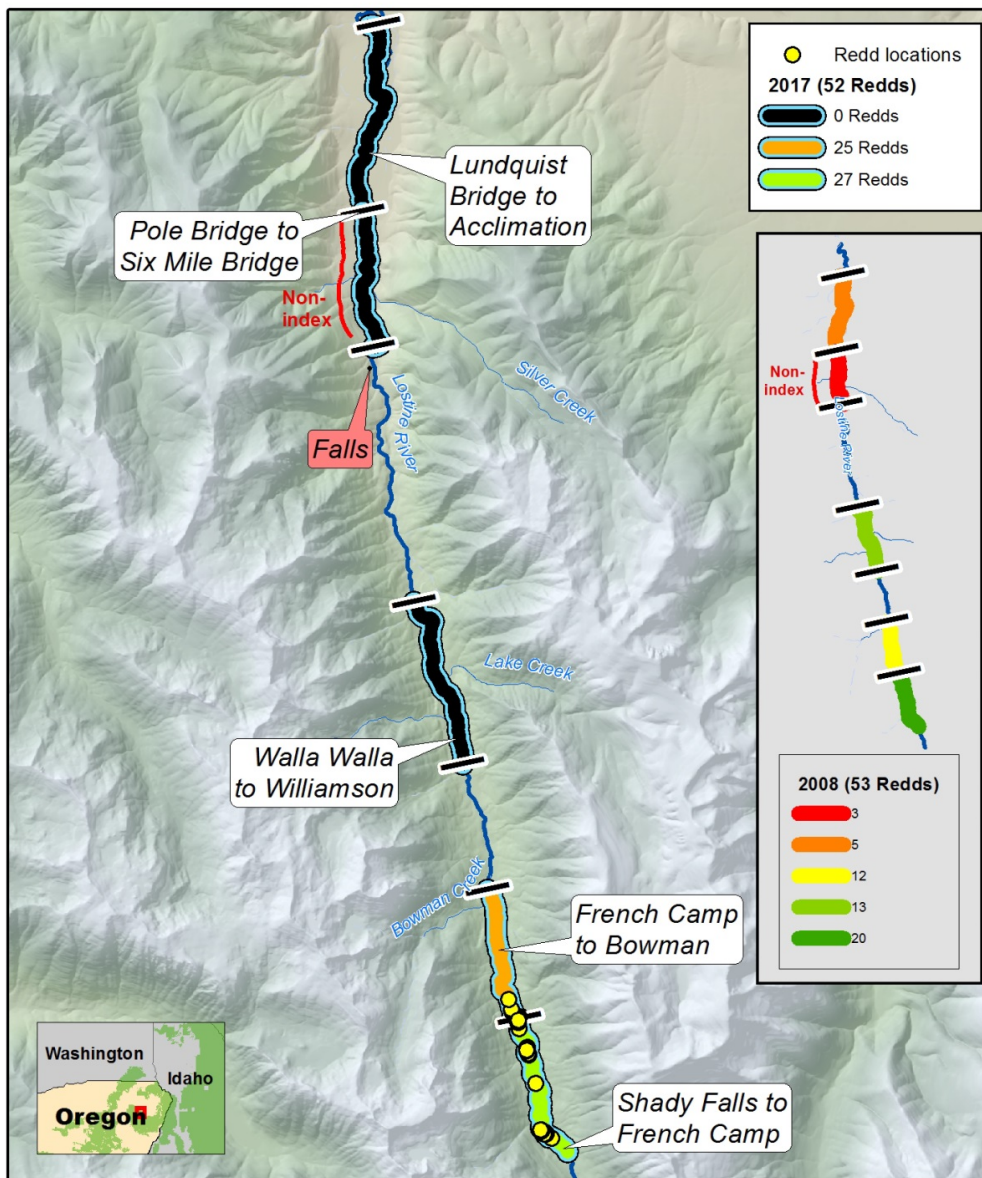 Redd locations
2017 (52 Redds)
0 Redds
25 Redds
27 Redds
Lundquist
Bridge to
Acclimation
Pole Bridge to
Six Mile Bridge
Non-
index
Silver Creek
Lostine River
Falls
Lake Creek
Walla Walla
to Williamson
Bowman Creek
French Camp
to Bowman
Shady Falls to
French Camp
Non-
index
Lostine River
2008 (53 Redds)
3
5
12
13
20
Washington
Idaho
Oregon